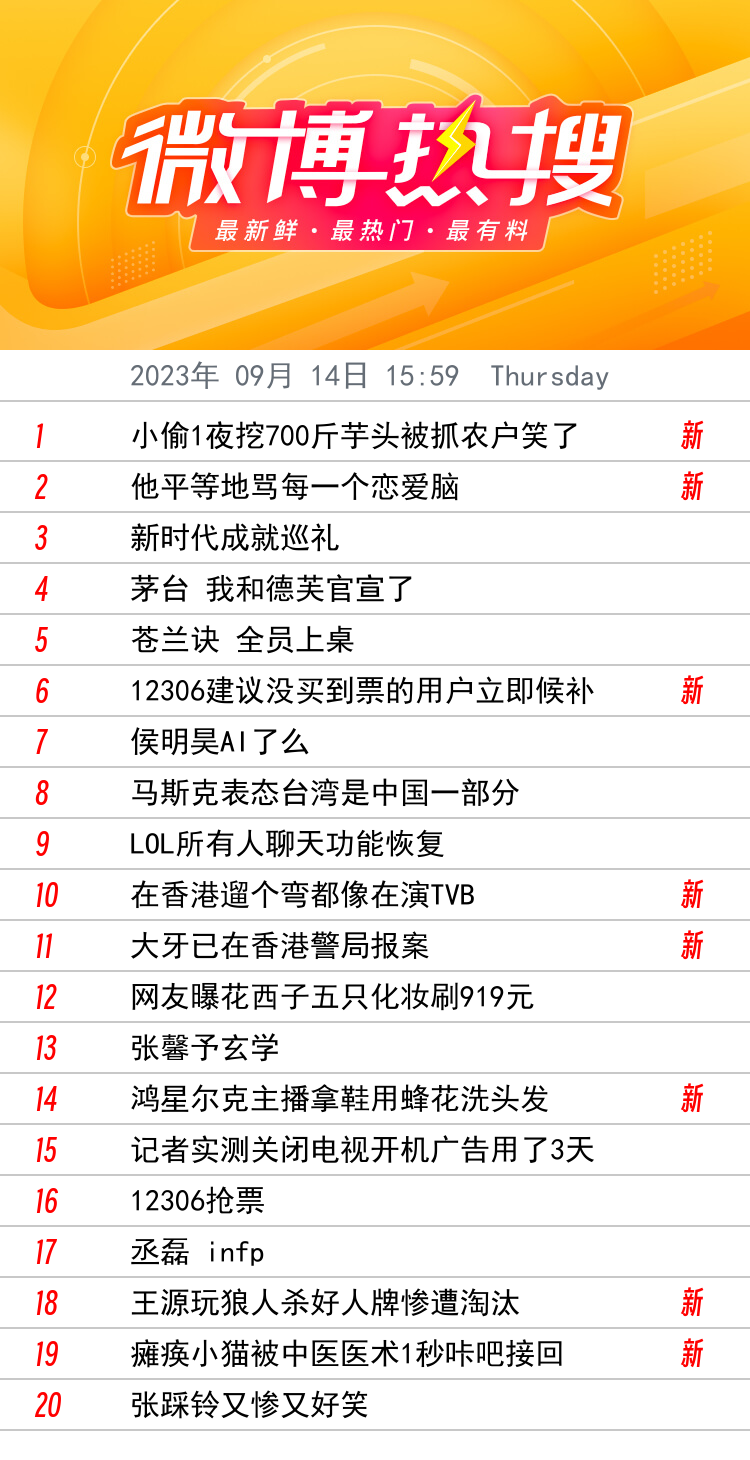 微博热搜
最新鲜·最热门·最有料
2023年 09月 14日 15:59 Thursday
1 小偷1夜挖700斤芋头被抓农户笑了 新
2 他平等地骂每一个恋爱脑 新
3 新时代成就巡礼
4 茅台 我和德芙官宣了
5 苍兰诀 全员上桌
6 12306建议没买到票的用户立即候补 新
7 侯明昊AI了么
8 马斯克表态台湾是中国一部分
9 LOL所有人聊天功能恢复
10 在香港遛个弯都像在演TVB 新
11 大牙已在香港警局报案 新
12 网友曝花西子五只化妆刷919元
13 张馨予玄学
14 鸿星尔克主播拿鞋用蜂花洗头发 新
15 记者实测关闭电视开机广告用了3天
16 12306抢票
17 丞磊 infp
18 王源玩狼人杀好人牌惨遭淘汰 新
19 瘫痪小猫被中医医术1秒咔吧接回 新
20 张踩铃又惨又好笑